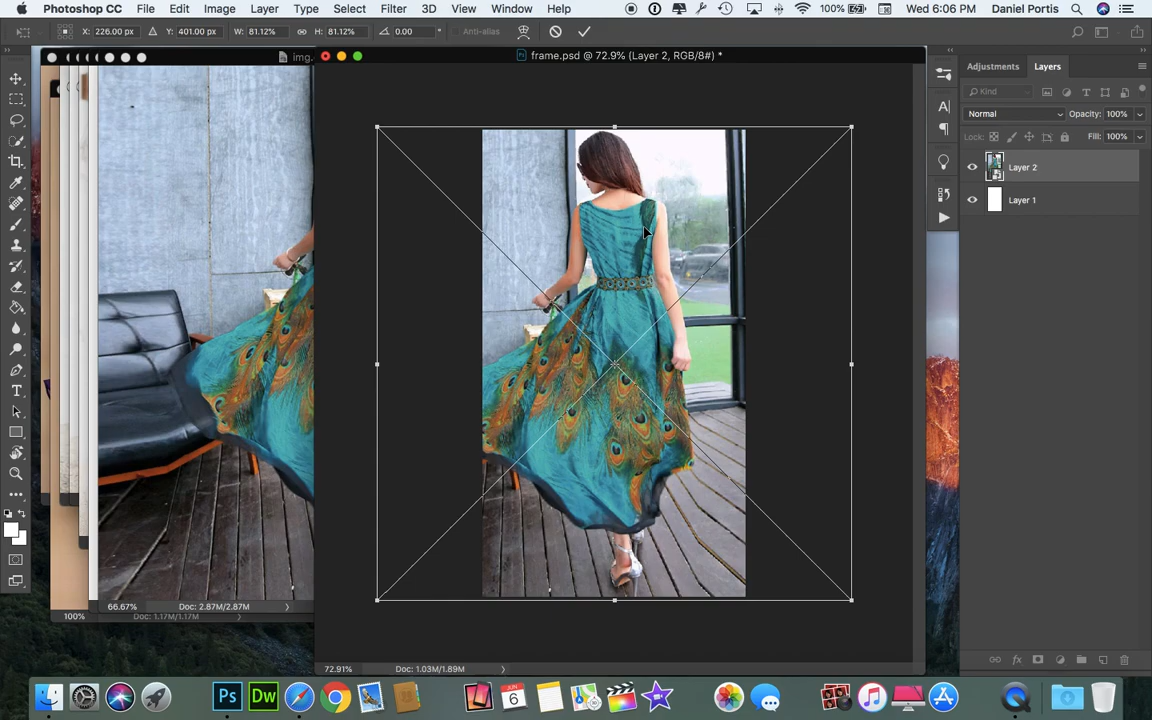 Photoshop CC File Edit Image Layer Type Select Filter 3D View Window Help 100% Wed 6:06 PM Daniel Portis
X: 226.00 px Y: 401.00 px W: 81.12% H: 81.12% 0.00 ° Anti-alias
img.
frame.psd @ 72.9% (Layer 2, RGB/8#) *
Adjustments Layers
Kind
Normal Opacity: 100%
Lock: Fill: 100%
Layer 2
Layer 1
66.67% Doc: 2.87M/2.87M
100% Doc: 1.17M/1.17M
72.91% Doc: 1.03M/1.89M
Ps Dw JUN 6